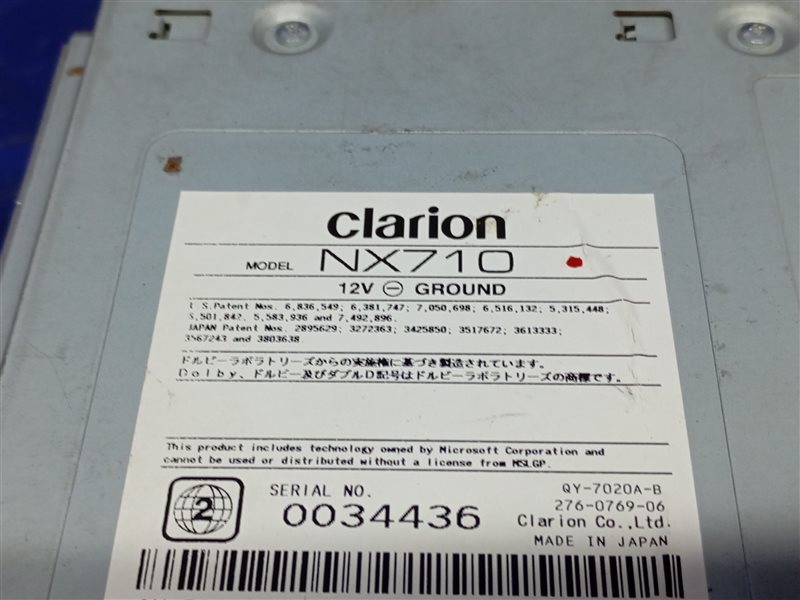 clarion
MODEL NX710
12V ⊖ GROUND
U.S.Patent Nos. 6,836,549; 6,381,747; 7,050,698; 6,516,132; 5,315,448;
5,501,842, 5,583,936 and 7,492,896.
JAPAN Patent Nos. 2895629; 3272363; 3425850; 3517672; 3613333;
3567243 and 3803638
ドルビーラボラトリーズからの実施権に基づき製造されています。
Dolby、ドルビー及びダブルD記号はドルビーラボラトリーズの商標です。
This product includes technology owned by Microsoft Corporation and
cannot be used or distributed without a license from MSLGP.
2
SERIAL NO.
0034436
QY-7020A-B
276-0769-06
Clarion Co.,Ltd.
MADE IN JAPAN